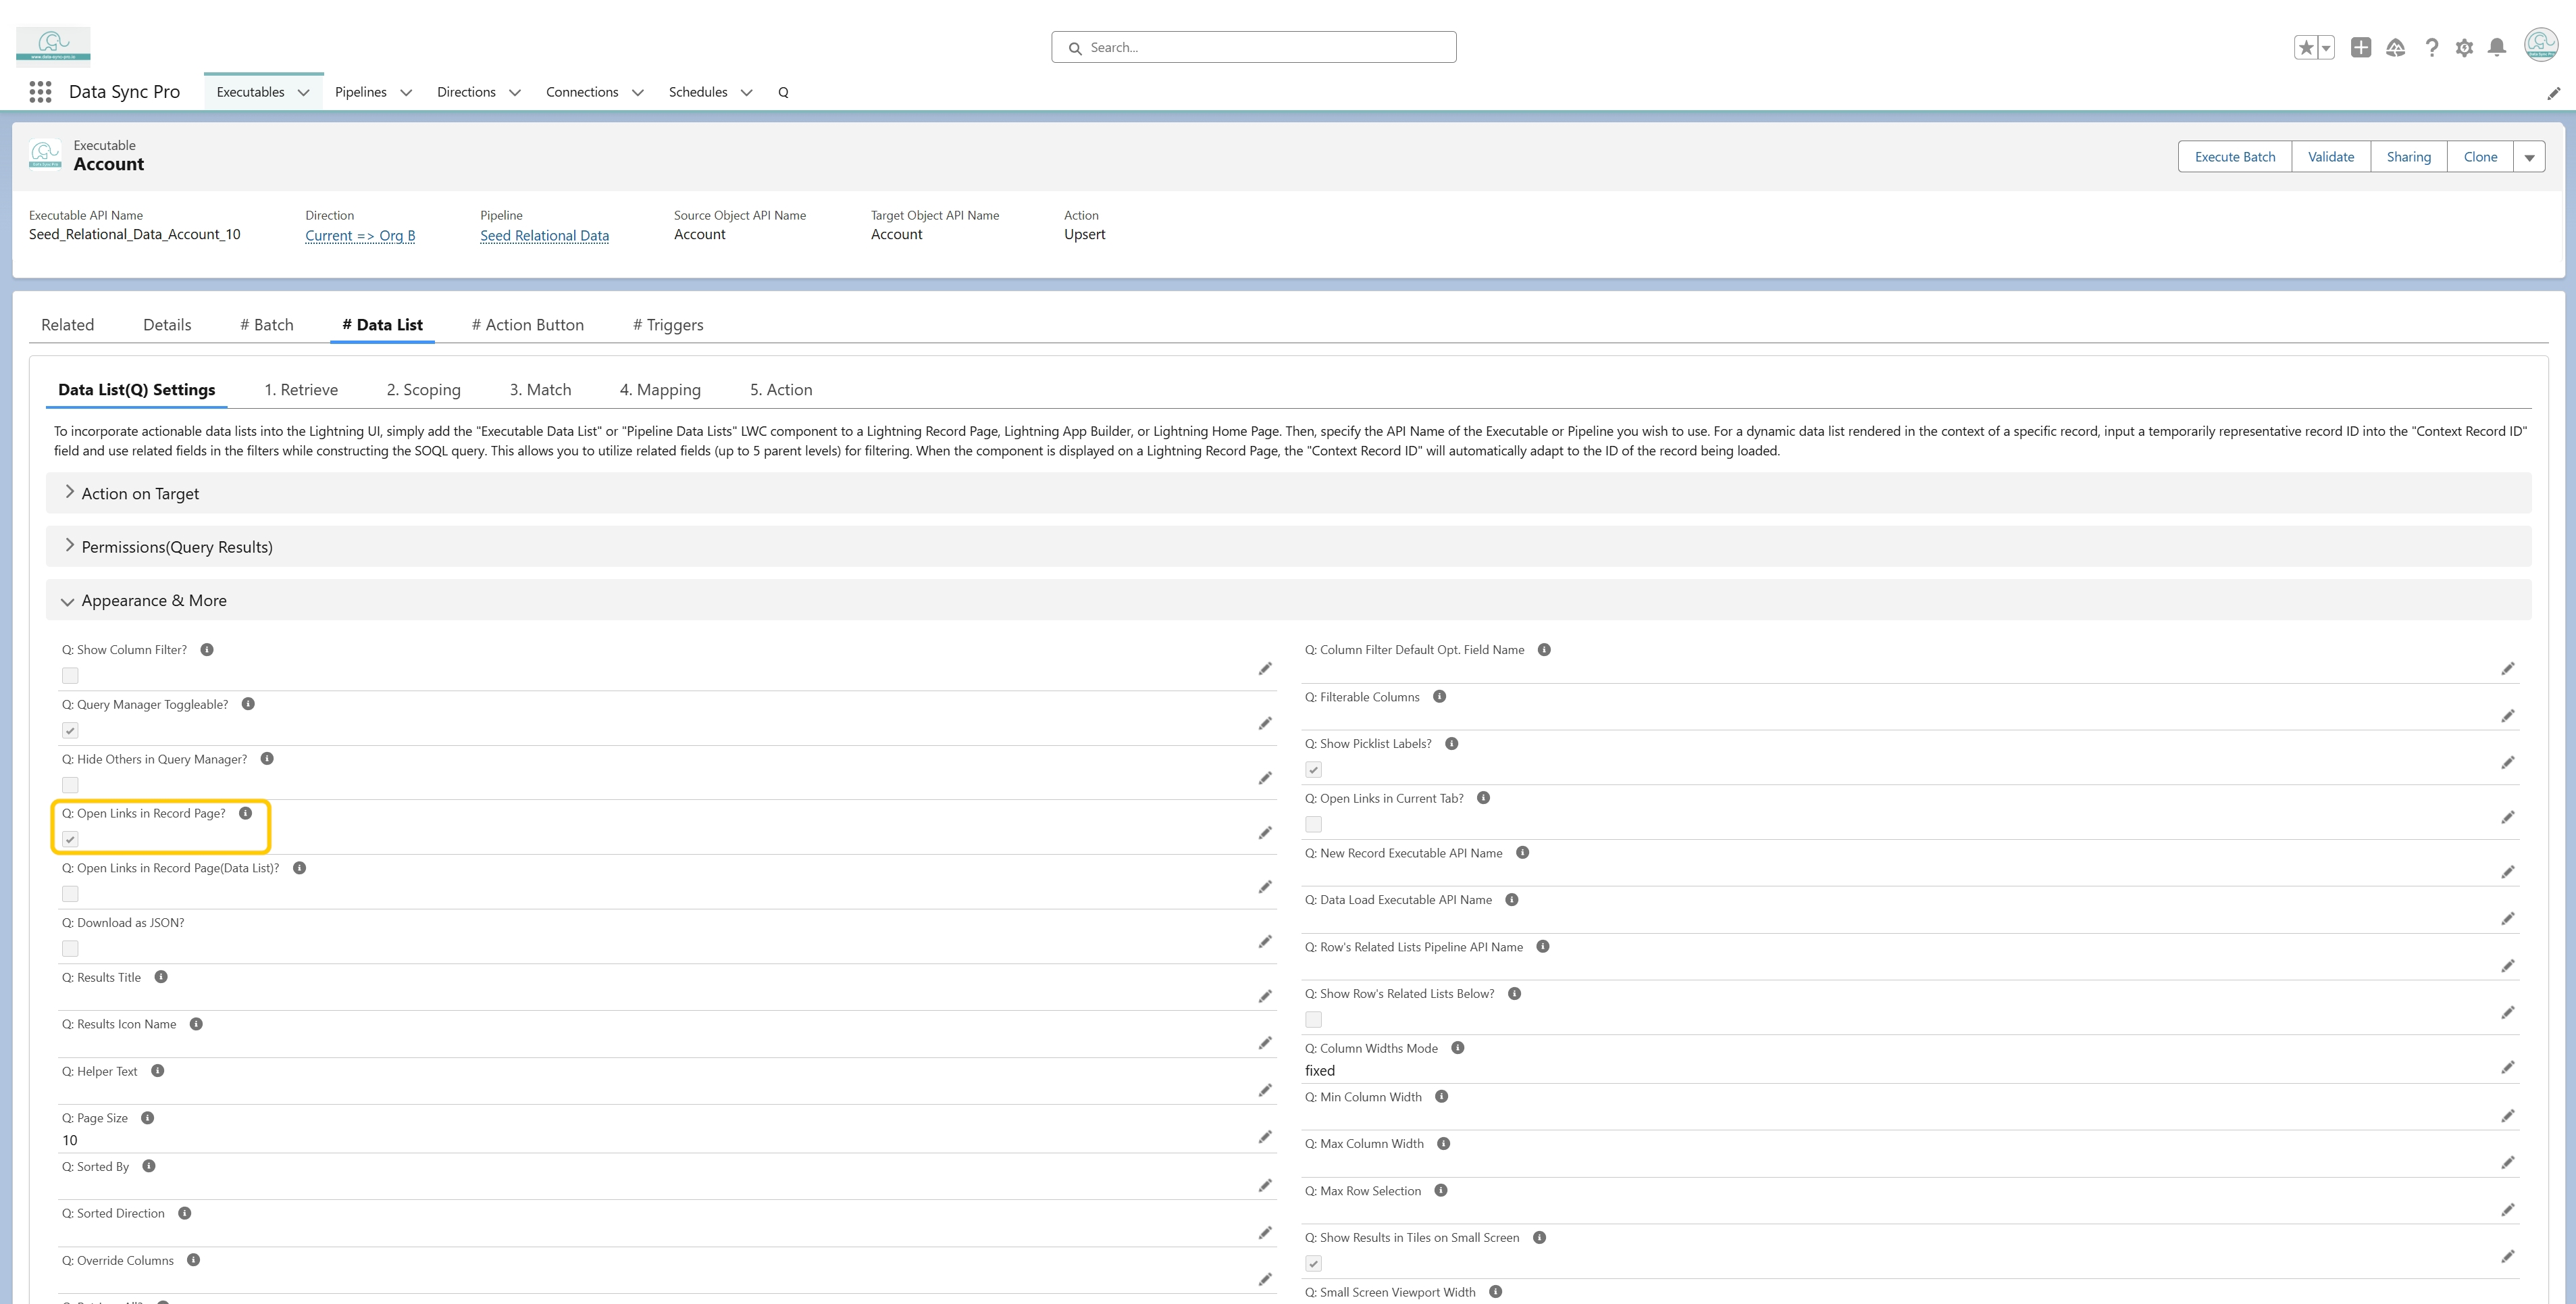 www.data-sync-pro.io
Search...
Data Sync Pro
Executables
Pipelines
Directions
Connections
Schedules
Q
Executable
Account
Execute Batch
Validate
Sharing
Clone
Executable API Name
Seed_Relational_Data_Account_10
Direction
Current => Org B
Pipeline
Seed Relational Data
Source Object API Name
Account
Target Object API Name
Account
Action
Upsert
Related
Details
# Batch
# Data List
# Action Button
# Triggers
Data List(Q) Settings
1. Retrieve
2. Scoping
3. Match
4. Mapping
5. Action
To incorporate actionable data lists into the Lightning UI, simply add the "Executable Data List" or "Pipeline Data Lists" LWC component to a Lightning Record Page, Lightning App Builder, or Lightning Home Page. Then, specify the API Name of the Executable or Pipeline you wish to use. For a dynamic data list rendered in the context of a specific record, input a temporarily representative record ID into the "Context Record ID"
field and use related fields in the filters while constructing the SOQL query. This allows you to utilize related fields (up to 5 parent levels) for filtering. When the component is displayed on a Lightning Record Page, the "Context Record ID" will automatically adapt to the ID of the record being loaded.
Action on Target
Permissions(Query Results)
Appearance & More
Q: Show Column Filter?
Q: Query Manager Toggleable?
Q: Hide Others in Query Manager?
Q: Open Links in Record Page?
Q: Open Links in Record Page(Data List)?
Q: Download as JSON?
Q: Results Title
Q: Results Icon Name
Q: Helper Text
Q: Page Size
10
Q: Sorted By
Q: Sorted Direction
Q: Override Columns
Q: Column Filter Default Opt. Field Name
Q: Filterable Columns
Q: Show Picklist Labels?
Q: Open Links in Current Tab?
Q: New Record Executable API Name
Q: Data Load Executable API Name
Q: Row's Related Lists Pipeline API Name
Q: Show Row's Related Lists Below?
Q: Column Widths Mode
fixed
Q: Min Column Width
Q: Max Column Width
Q: Max Row Selection
Q: Show Results in Tiles on Small Screen
Q: Small Screen Viewport Width